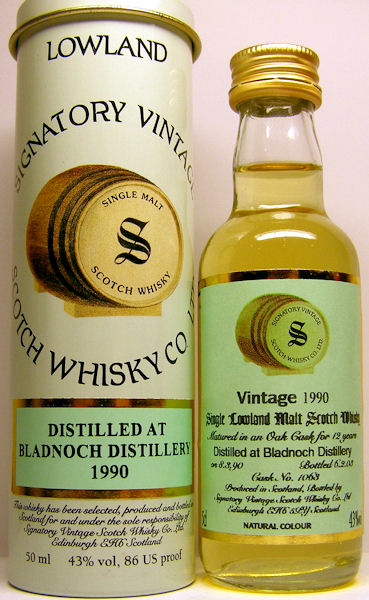 LOWLAND
SIGNATORY VINTAGE
SCOTCH WHISKY CO. LTD
SINGLE MALT
S
SCOTCH WHISKY
DISTILLED AT
BLADNOCH DISTILLERY
1990
This whisky has been selected, produced and bottled in
Scotland for and under the sole responsibility of
Signatory Vintage Scotch Whisky Co. Ltd.
Edinburgh EH6 Scotland
50 ml 43% vol, 86 US proof
SIGNATORY VINTAGE
S
SCOTCH WHISKY CO. LTD.
Vintage 1990
Single Lowland Malt Scotch Whisky
Matured in an Oak Cask for 12 years
Distilled at Bladnoch Distillery
on 8.3.90 Bottled 6.2.03
Cask No. 1063
Produced in Scotland, Bottled by
Signatory Vintage Scotch Whisky Co. Ltd
Edinburgh EH6 5PY Scotland
5cl 43%vol
NATURAL COLOUR